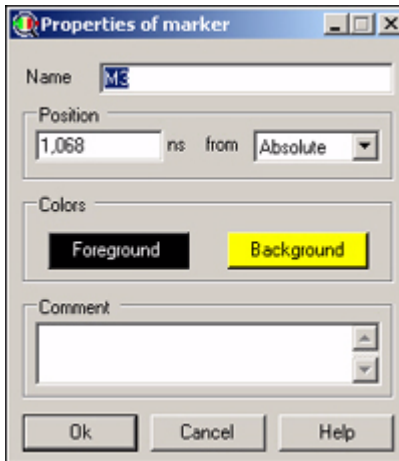 Properties of marker
Name M3
Position
1,068 ns from Absolute
Colors
Foreground Background
Comment
Ok Cancel Help